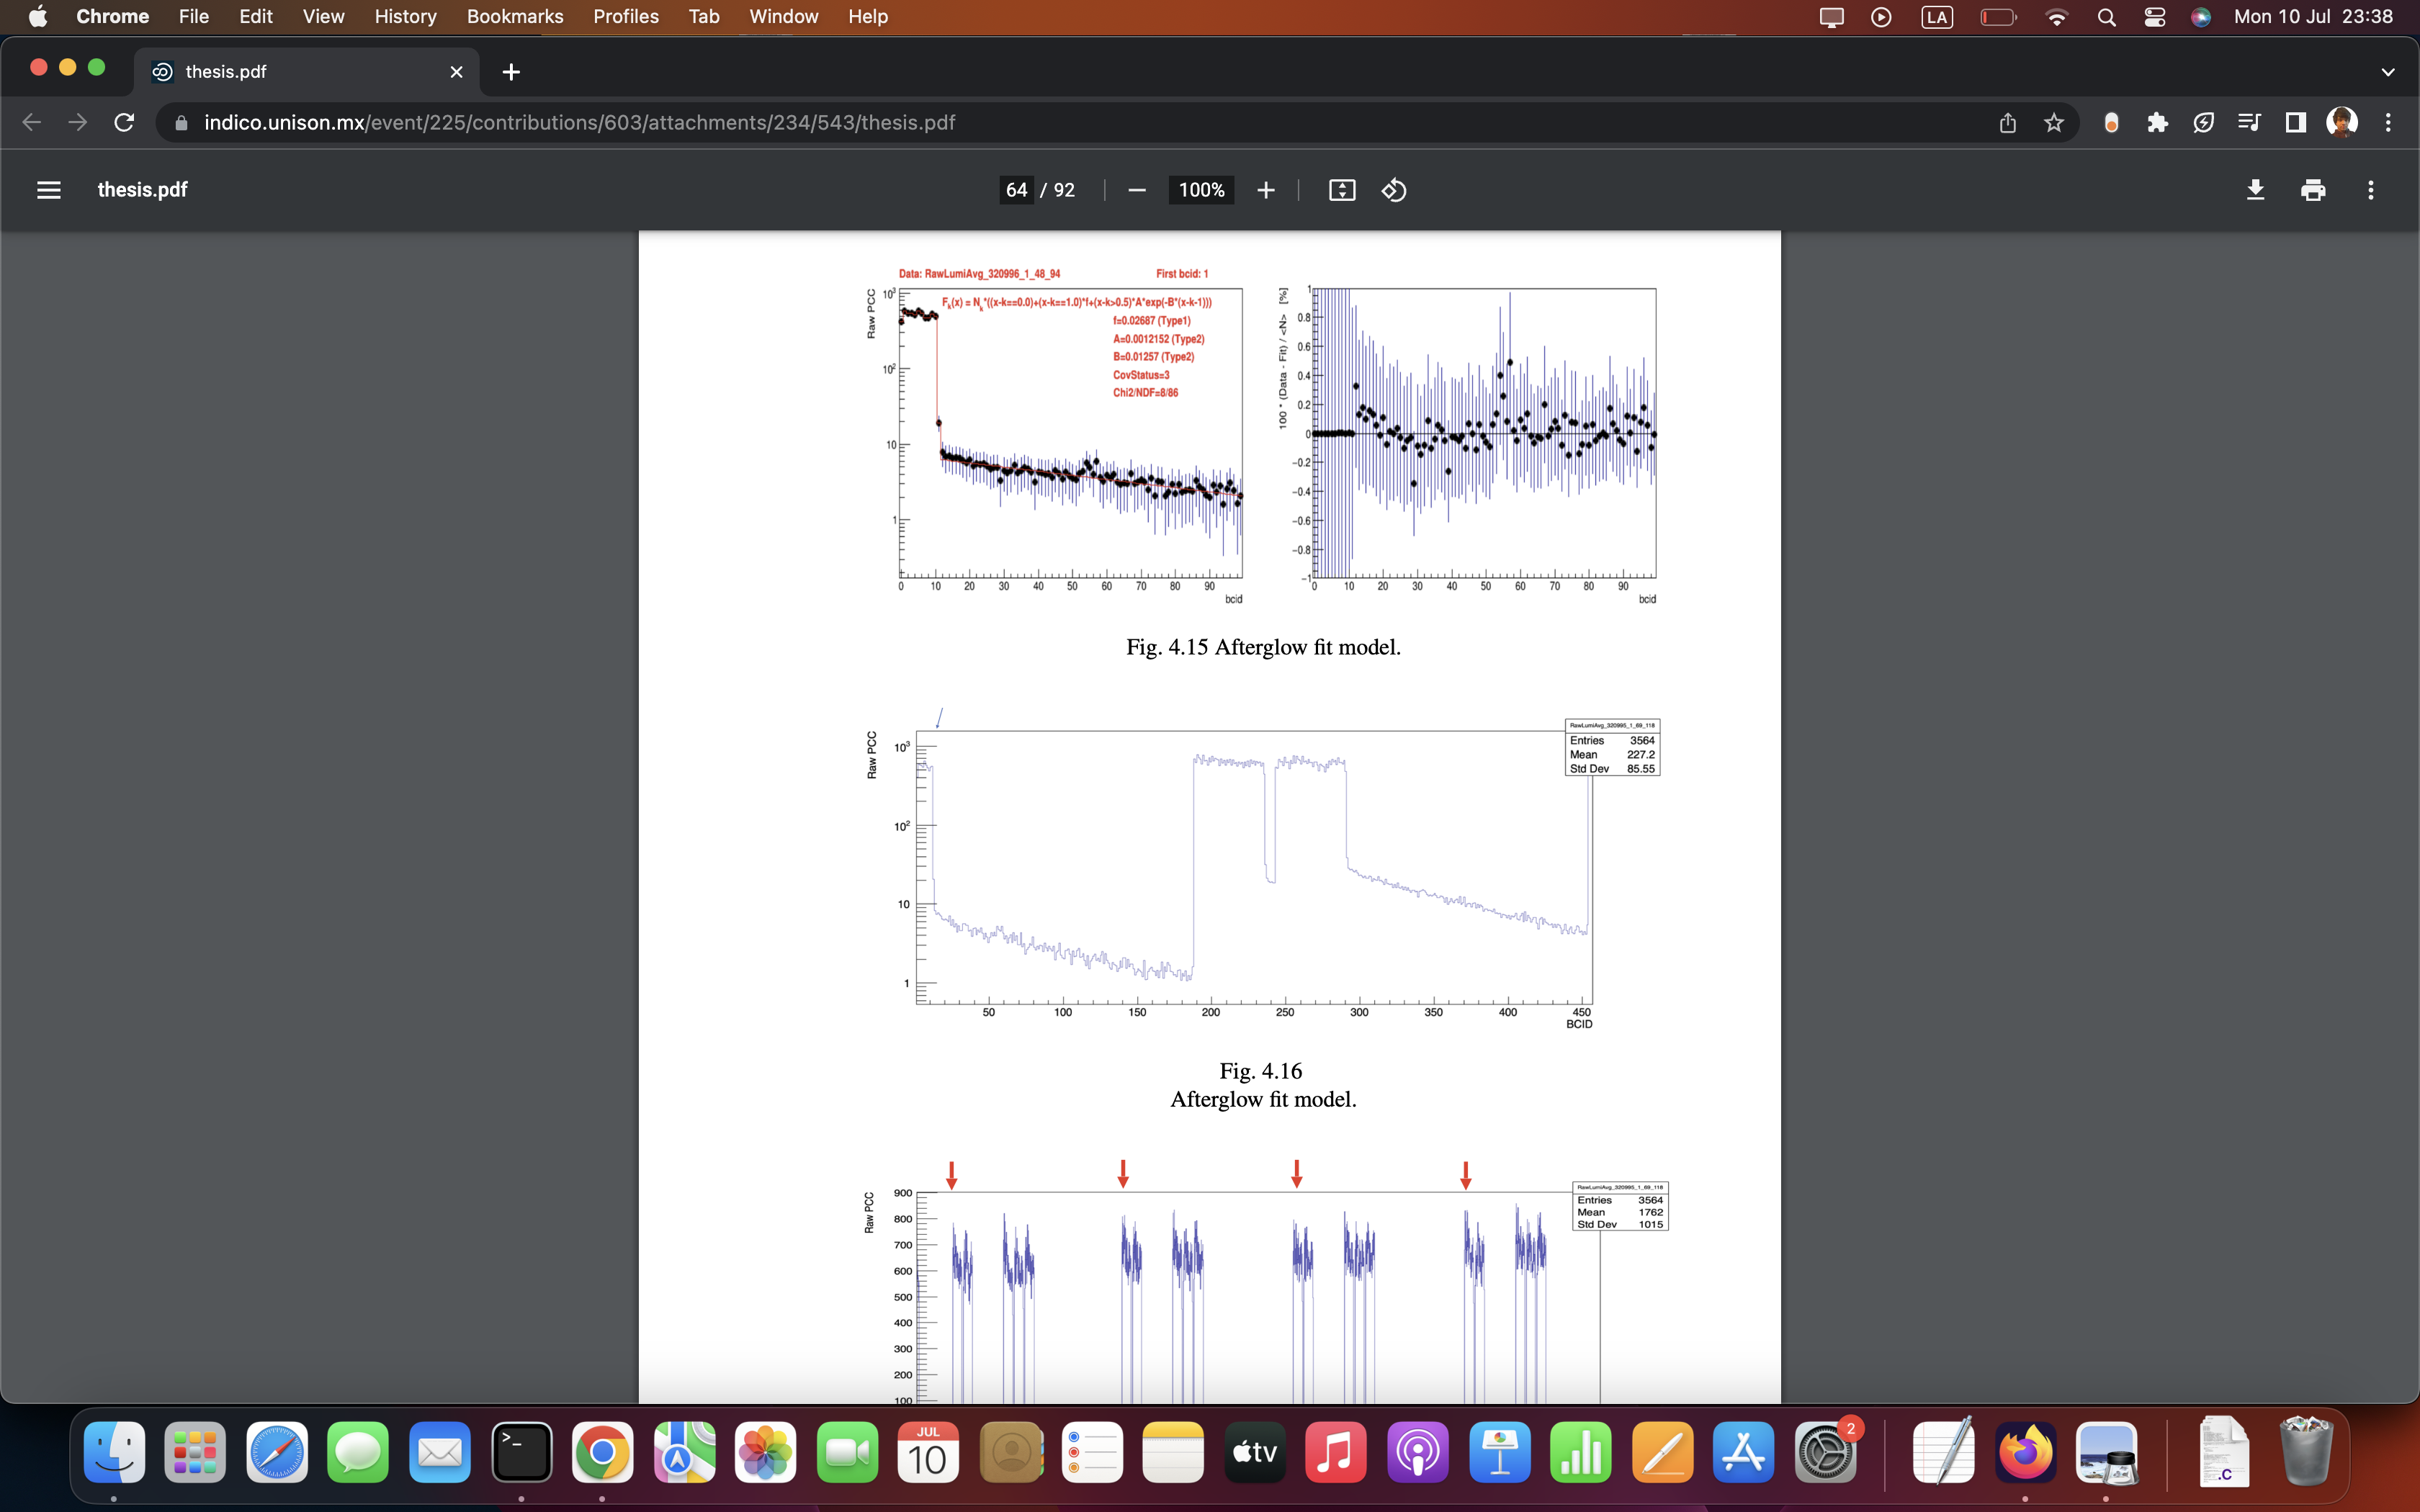 Chrome File Edit View History Bookmarks Profiles Tab Window Help LA Mon 10 Jul 23:38
thesis.pdf
indico.unison.mx/event/225/contributions/603/attachments/234/543/thesis.pdf
thesis.pdf 64 / 92 100%
Data: RawLumiAvg_320996_1_48_94 First bcid: 1
Raw PCC
F_k(x) = N_k*((x-k==0.0)+(x-k==1.0)*f+(x-k>0.5)*A*exp(-B*(x-k-1)))
f=0.02687 (Type1)
A=0.0012152 (Type2)
B=0.01257 (Type2)
CovStatus=3
Chi2/NDF=8/86
10³
10²
10
1
0 10 20 30 40 50 60 70 80 90
bcid
100 * (Data - Fit) / <N> [%]
1
0.8
0.6
0.4
0.2
0
−0.2
−0.4
−0.6
−0.8
−1
0 10 20 30 40 50 60 70 80 90
bcid
Fig. 4.15 Afterglow fit model.
Raw PCC
10³
10²
10
1
RawLumiAvg_320995_1_69_118
Entries 3564
Mean 227.2
Std Dev 85.55
50 100 150 200 250 300 350 400 450
BCID
Fig. 4.16
Afterglow fit model.
Raw PCC
900
800
700
600
500
400
300
200
100
RawLumiAvg_320995_1_69_118
Entries 3564
Mean 1762
Std Dev 1015
JUL
10
tv
2
.C